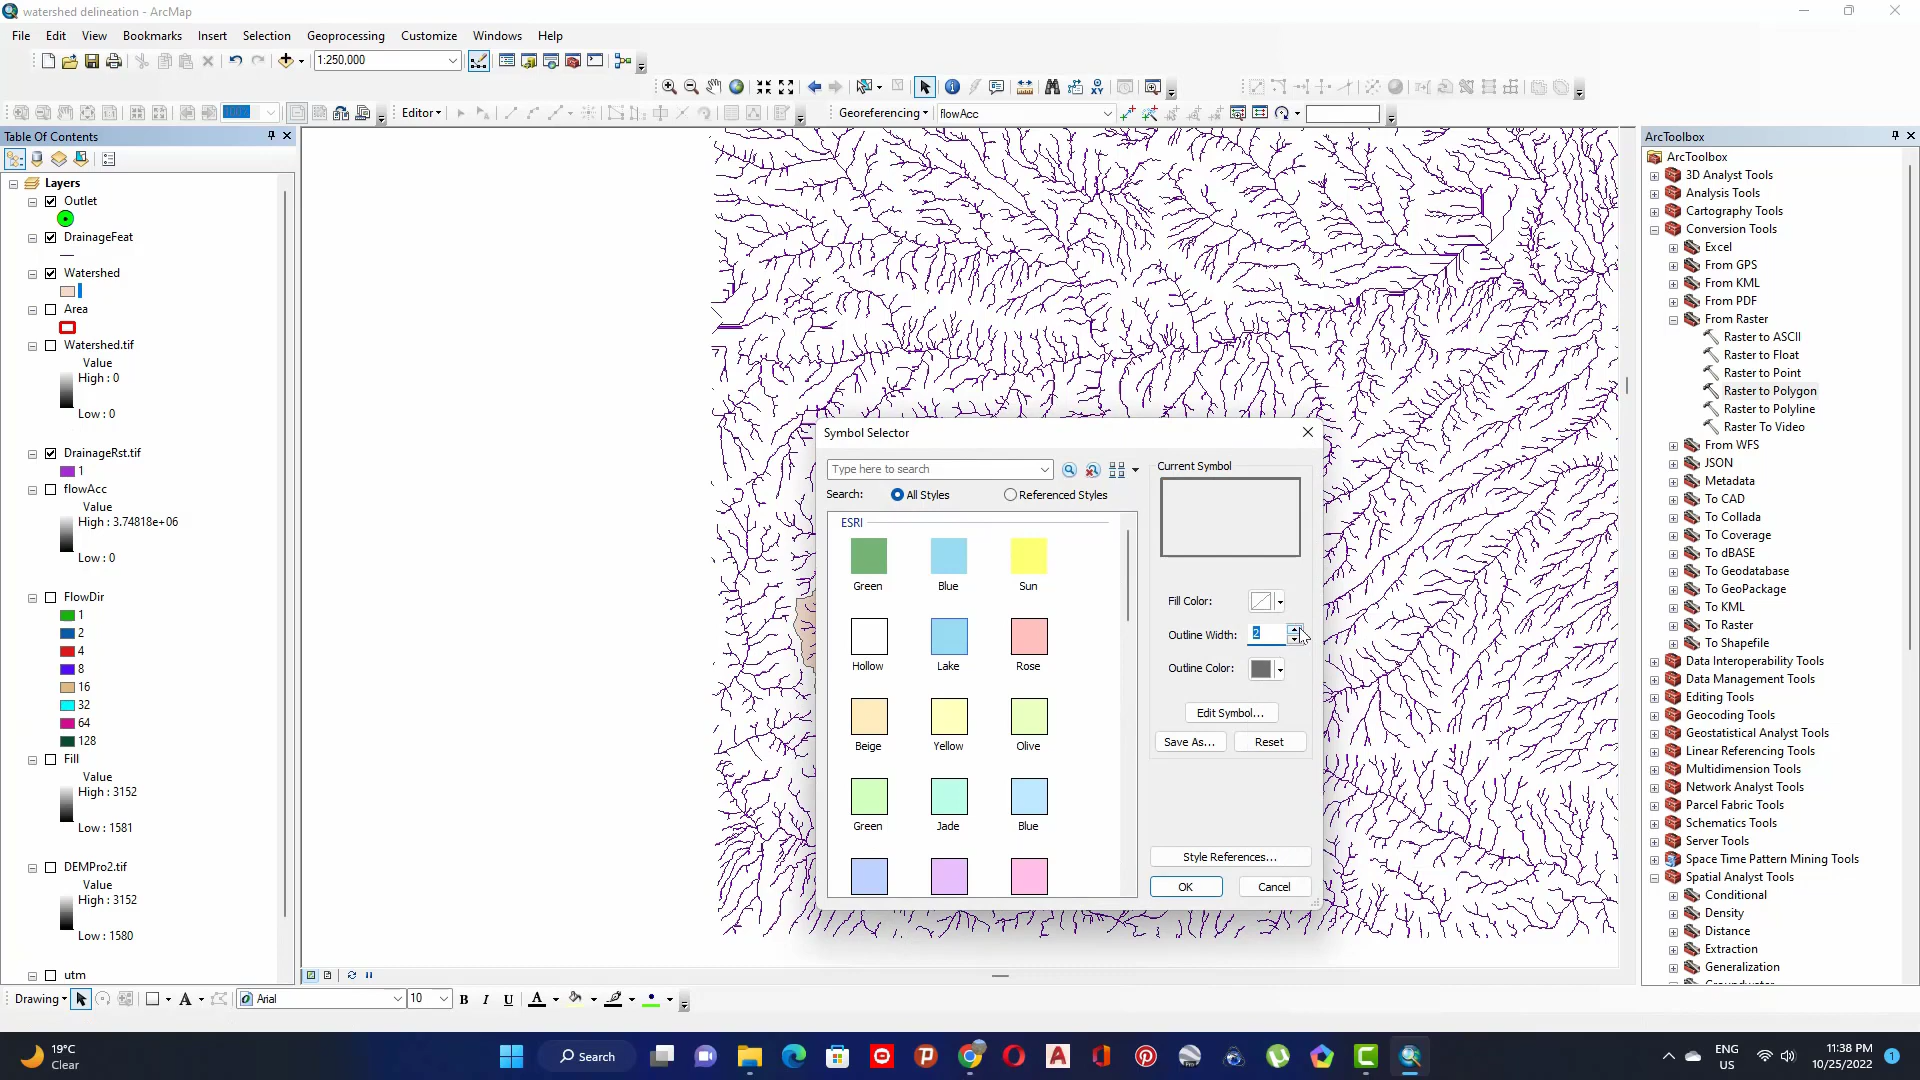 watershed delineation - ArcMap
File Edit View Bookmarks Insert Selection Geoprocessing Customize Windows Help
1:250,000
Editor▾
Georeferencing▾
flowAcc
Table Of Contents
Layers
Outlet
DrainageFeat
Watershed
Area
Watershed.tif
Value
High : 0
Low : 0
DrainageRst.tif
1
flowAcc
Value
High : 3.74818e+06
Low : 0
FlowDir
1
2
4
8
16
32
64
128
Fill
Value
High : 3152
Low : 1581
DEMPro2.tif
Value
High : 3152
Low : 1580
utm
Symbol Selector
Type here to search
Search:
All Styles
Referenced Styles
ESRI
Green
Blue
Sun
Hollow
Lake
Rose
Beige
Yellow
Olive
Green
Jade
Blue
Current Symbol
Fill Color:
Outline Width:
2
Outline Color:
Edit Symbol...
Save As...
Reset
Style References...
OK
Cancel
ArcToolbox
ArcToolbox
3D Analyst Tools
Analysis Tools
Cartography Tools
Conversion Tools
Excel
From GPS
From KML
From PDF
From Raster
Raster to ASCII
Raster to Float
Raster to Point
Raster to Polygon
Raster to Polyline
Raster To Video
From WFS
JSON
Metadata
To CAD
To Collada
To Coverage
To dBASE
To Geodatabase
To GeoPackage
To KML
To Raster
To Shapefile
Data Interoperability Tools
Data Management Tools
Editing Tools
Geocoding Tools
Geostatistical Analyst Tools
Linear Referencing Tools
Multidimension Tools
Network Analyst Tools
Parcel Fabric Tools
Schematics Tools
Server Tools
Space Time Pattern Mining Tools
Spatial Analyst Tools
Conditional
Density
Distance
Extraction
Generalization
Drawing▾
A
Arial
10
B I U A
19°C
Clear
Search
ENG
US
11:38 PM
10/25/2022
1